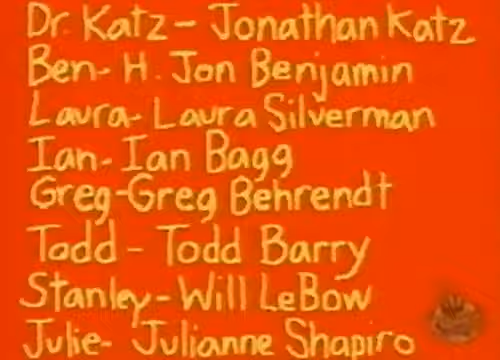 Dr. Katz- Jonathan Katz
Ben- H. Jon Benjamin
Laura- Laura Silverman
Ian- Ian Bagg
Greg-Greg Behrendt
Todd - Todd Barry
Stanley- Will LeBow
Julie- Julianne Shapiro